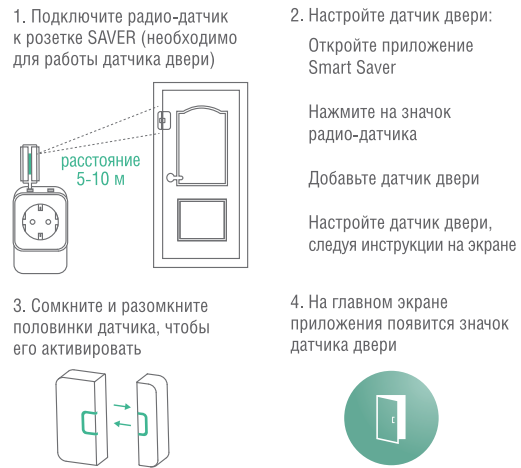 1. Подключите радио-датчик
к розетке SAVER (необходимо
для работы датчика двери)
расстояние
5-10 м
2. Настройте датчик двери:
Откройте приложение
Smart Saver
Нажмите на значок
радио-датчика
Добавьте датчик двери
Настройте датчик двери,
следуя инструкции на экране
3. Сомкните и разомкните
половинки датчика, чтобы
его активировать
4. На главном экране
приложения появится значок
датчика двери